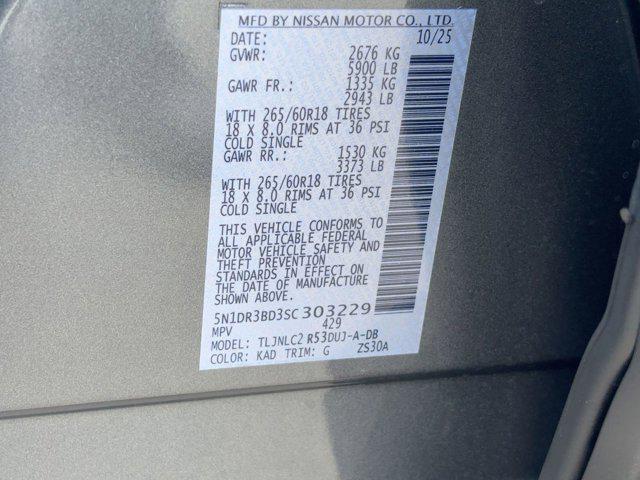 MFD BY NISSAN MOTOR CO., LTD.
DATE: 10/25
GVWR: 2676 KG
5900 LB
GAWR FR.: 1335 KG
2943 LB
WITH 265/60R18 TIRES
18 X 8.0 RIMS AT 36 PSI
COLD SINGLE
GAWR RR.: 1530 KG
3373 LB
WITH 265/60R18 TIRES
18 X 8.0 RIMS AT 36 PSI
COLD SINGLE
THIS VEHICLE CONFORMS TO
ALL APPLICABLE FEDERAL
MOTOR VEHICLE SAFETY AND
THEFT PREVENTION
STANDARDS IN EFFECT ON
THE DATE OF MANUFACTURE
SHOWN ABOVE.
5N1DR3BD3SC303229
MPV 429
MODEL: TLJNLC2 R53DUJ-A-DB
COLOR: KAD TRIM: G ZS30A